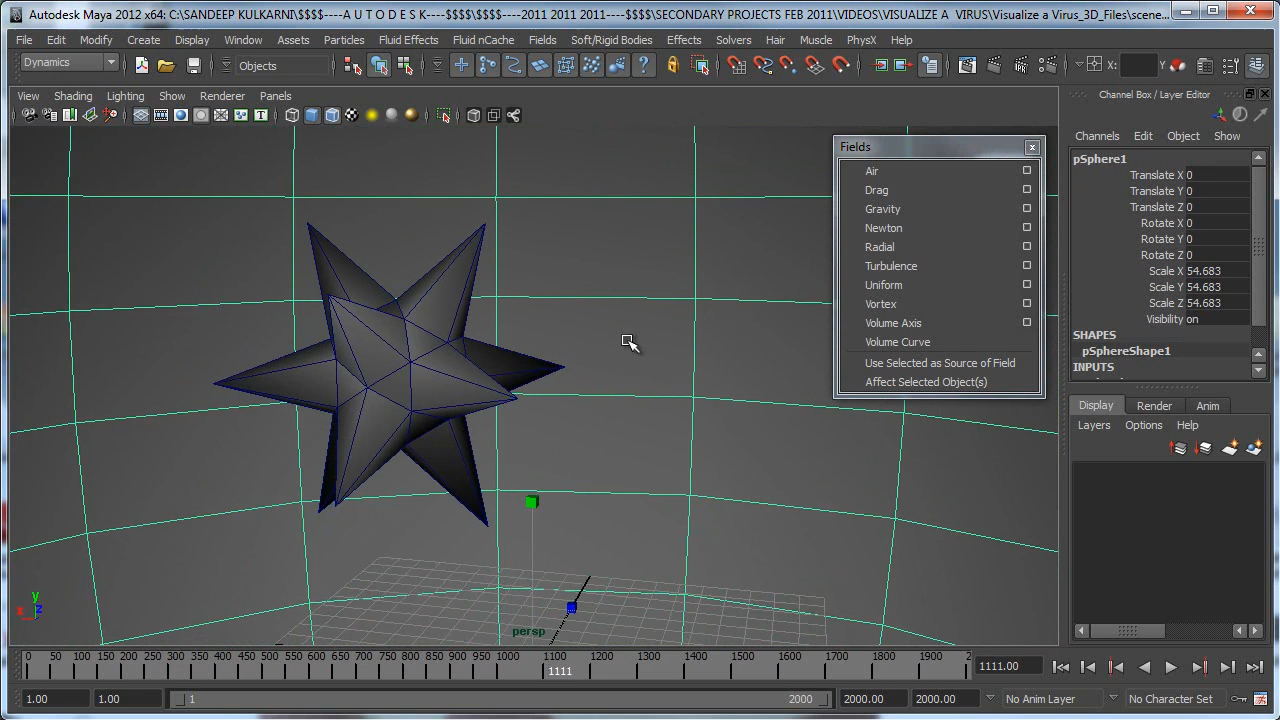 Autodesk Maya 2012 x64: C:\SANDEEP KULKARNI\$$$$----A U T O D E S K----$$$$\$$$$----2011 2011 2011----$$$$\SECONDARY PROJECTS FEB 2011\VIDEOS\VISUALIZE A VIRUS\Visualize a Virus_3D_Files\scene...
File Edit Modify Create Display Window Assets Particles Fluid Effects Fluid nCache Fields Soft/Rigid Bodies Effects Solvers Hair Muscle PhysX Help
Dynamics Objects X: Y
View Shading Lighting Show Renderer Panels
Channel Box / Layer Editor
Channels Edit Object Show
pSphere1
Translate X 0
Translate Y 0
Translate Z 0
Rotate X 0
Rotate Y 0
Rotate Z 0
Scale X 54.683
Scale Y 54.683
Scale Z 54.683
Visibility on
SHAPES
pSphereShape1
INPUTS
Fields
Air
Drag
Gravity
Newton
Radial
Turbulence
Uniform
Vortex
Volume Axis
Volume Curve
Use Selected as Source of Field
Affect Selected Object(s)
Display Render Anim
Layers Options Help
y
x z
persp
0 50 100 150 200 250 300 350 400 450 500 550 600 650 700 750 800 850 900 950 1000 1100 1200 1300 1400 1500 1600 1700 1800 1900 2
1111
1111.00
1.00 1.00 1 2000 2000.00 2000.00 No Anim Layer No Character Set